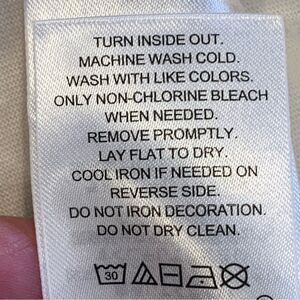 TURN INSIDE OUT.
MACHINE WASH COLD.
WASH WITH LIKE COLORS.
ONLY NON-CHLORINE BLEACH
WHEN NEEDED.
REMOVE PROMPTLY.
LAY FLAT TO DRY.
COOL IRON IF NEEDED ON
REVERSE SIDE.
DO NOT IRON DECORATION.
DO NOT DRY CLEAN.
30